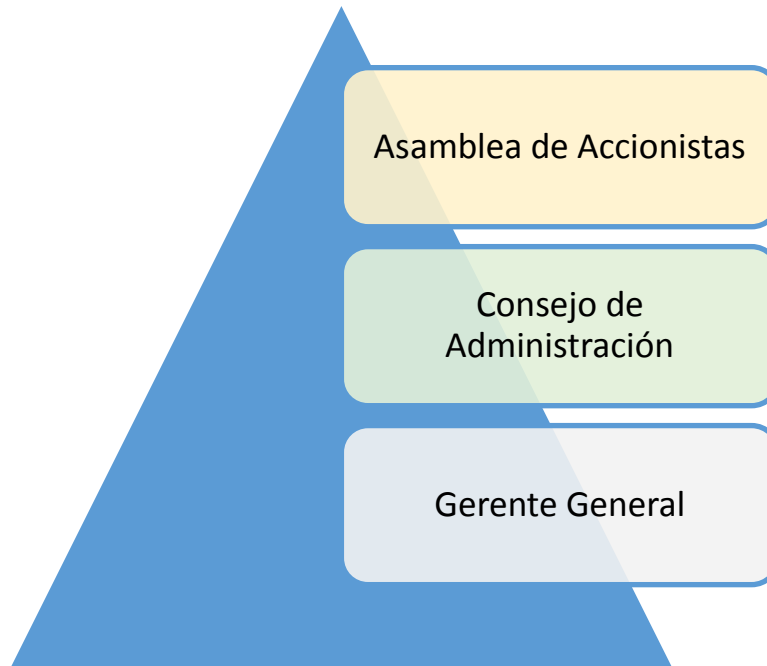 Asamblea de Accionistas
Consejo de
Administración
Gerente General